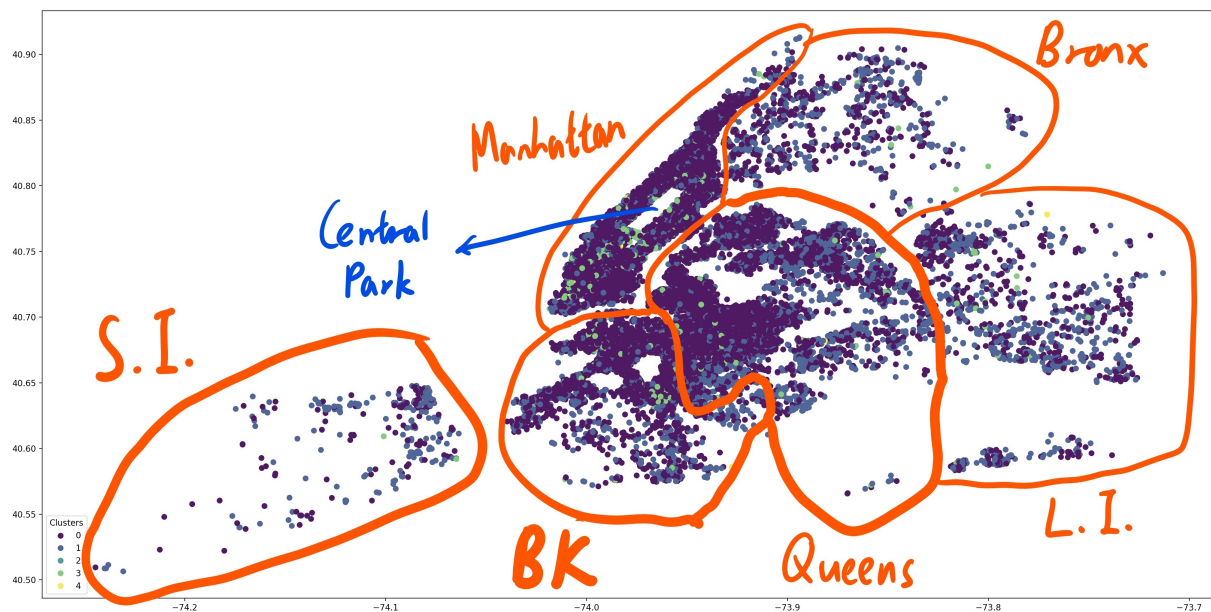 Bronx
Manhattan
Central
Park
S.I.
BK
Queens
L.I.
40.90
40.85
40.80
40.75
40.70
40.65
40.60
40.55
40.50
Clusters
0
1
2
3
4
−74.2 −74.1 −74.0 −73.9 −73.8 −73.7